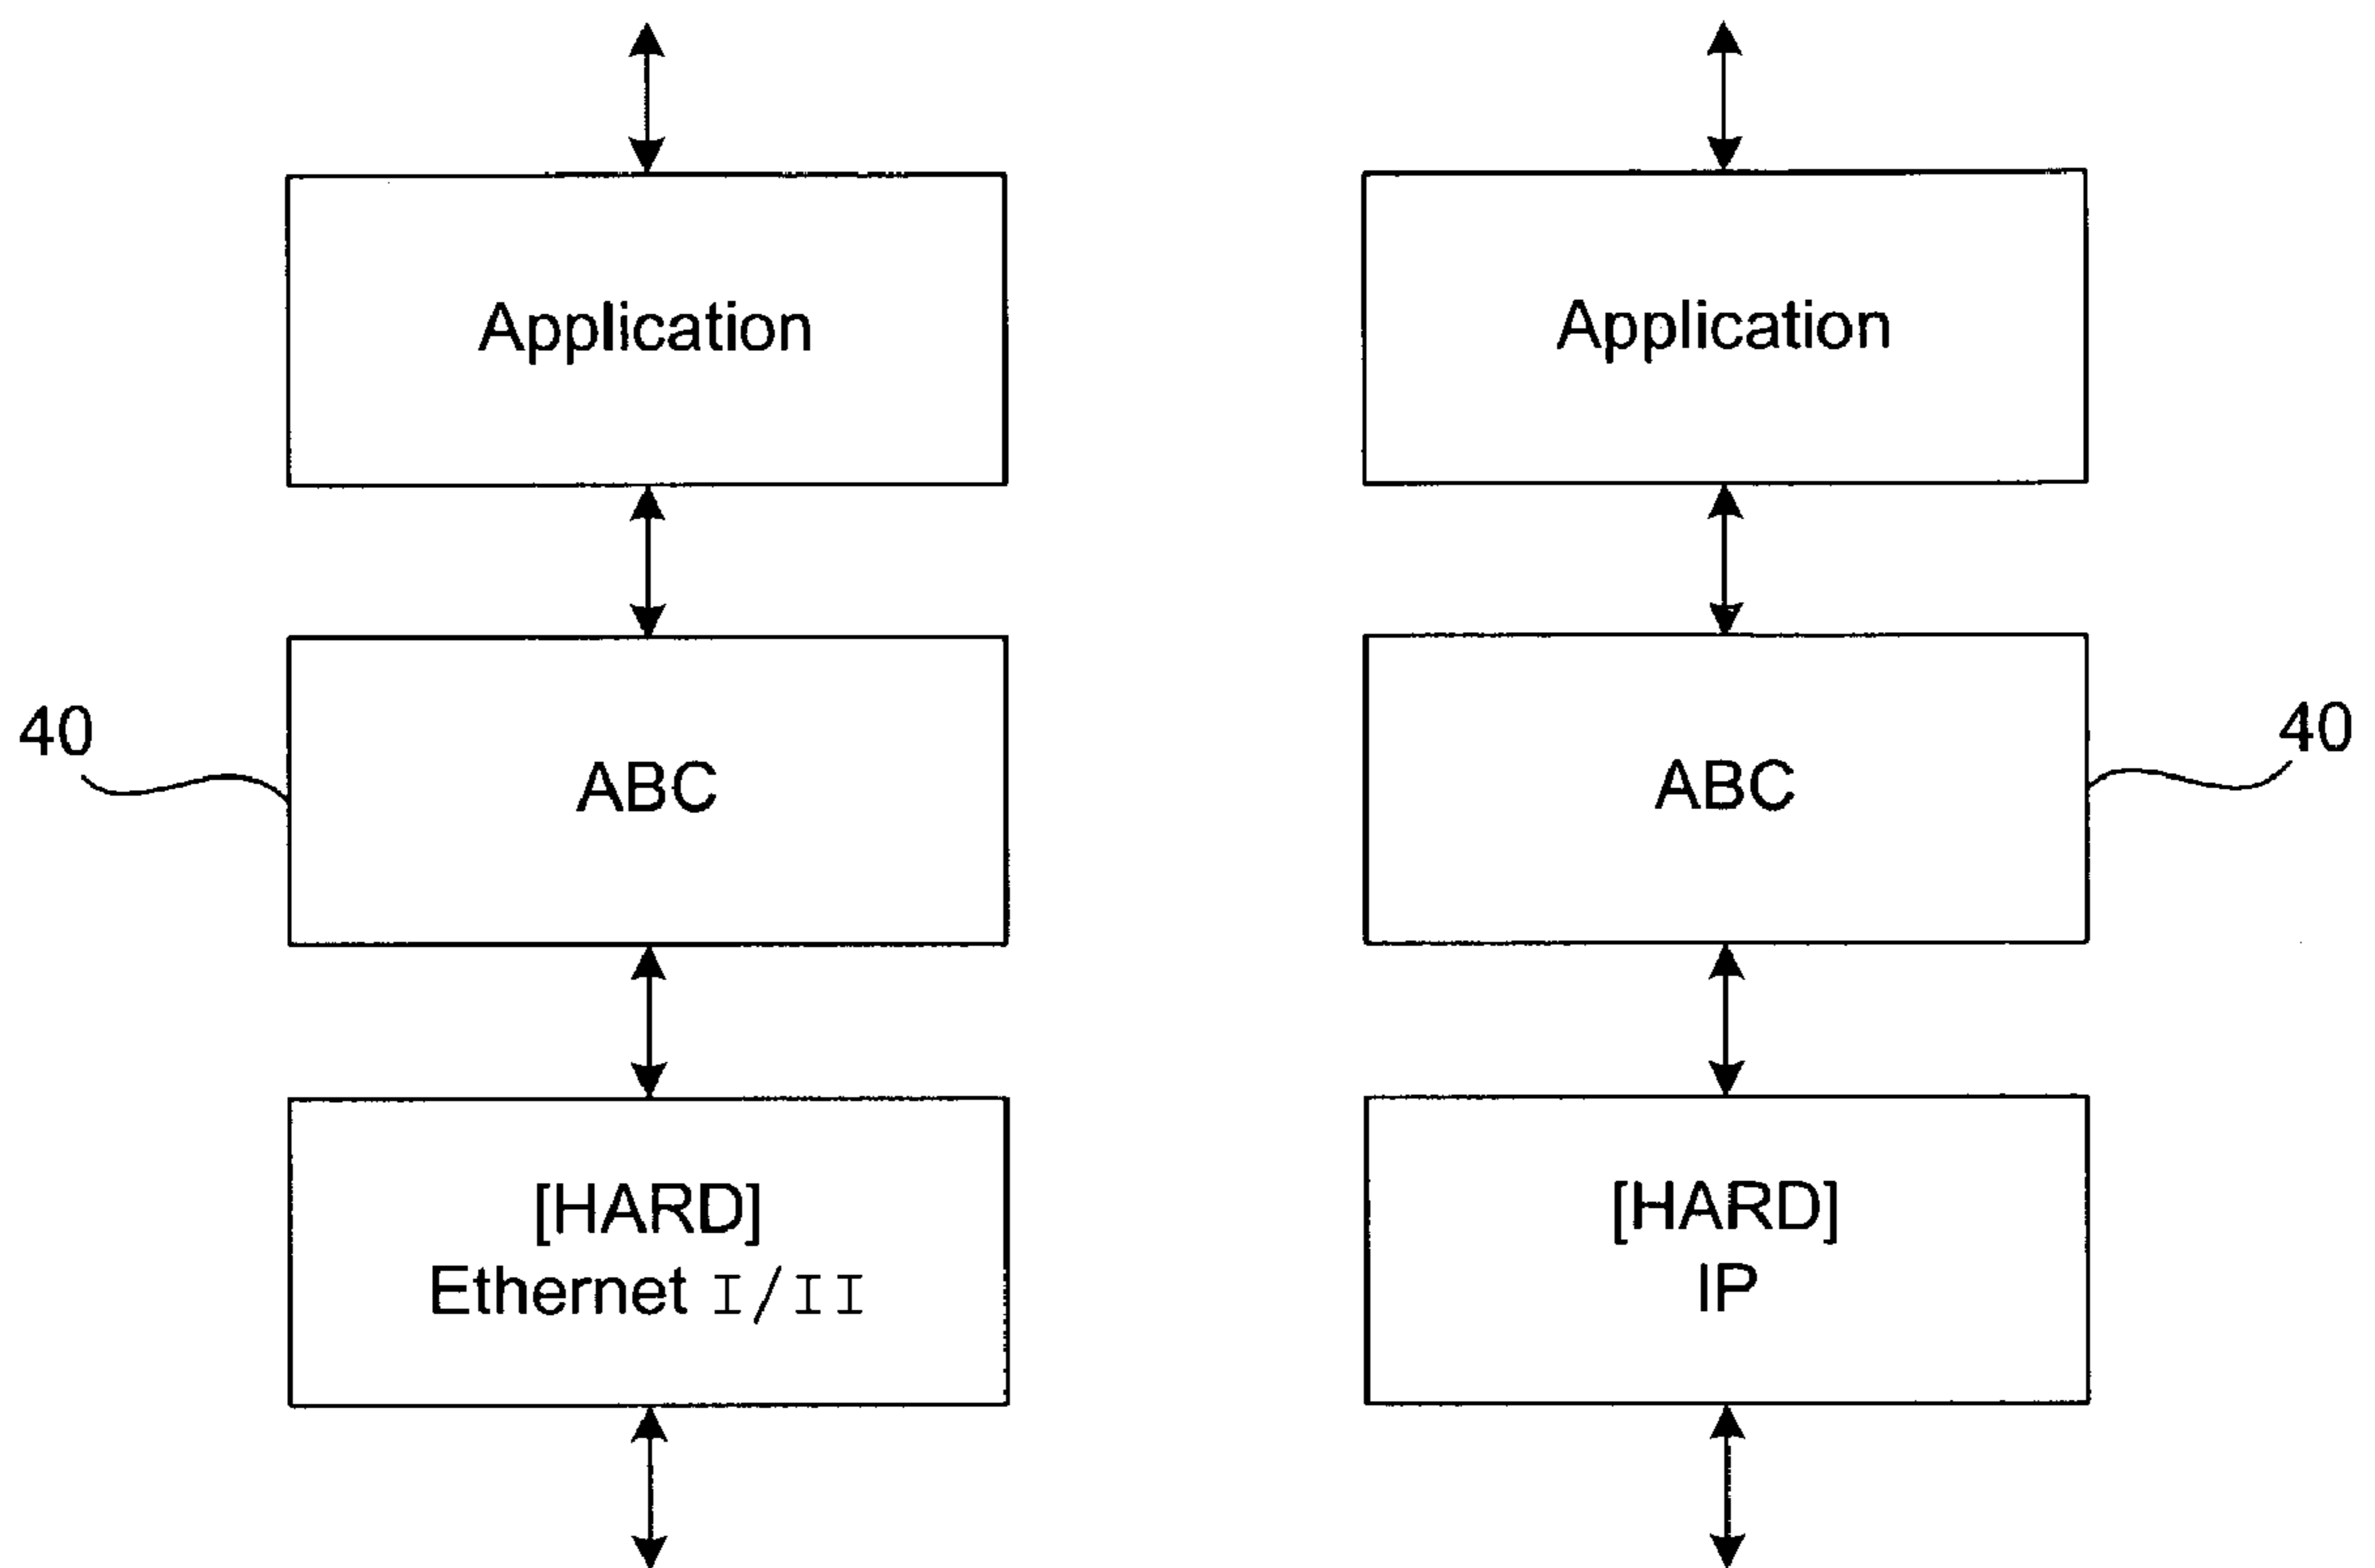 Application
Application
40
ABC
ABC
40
[HARD]
Ethernet I/II
[HARD]
IP